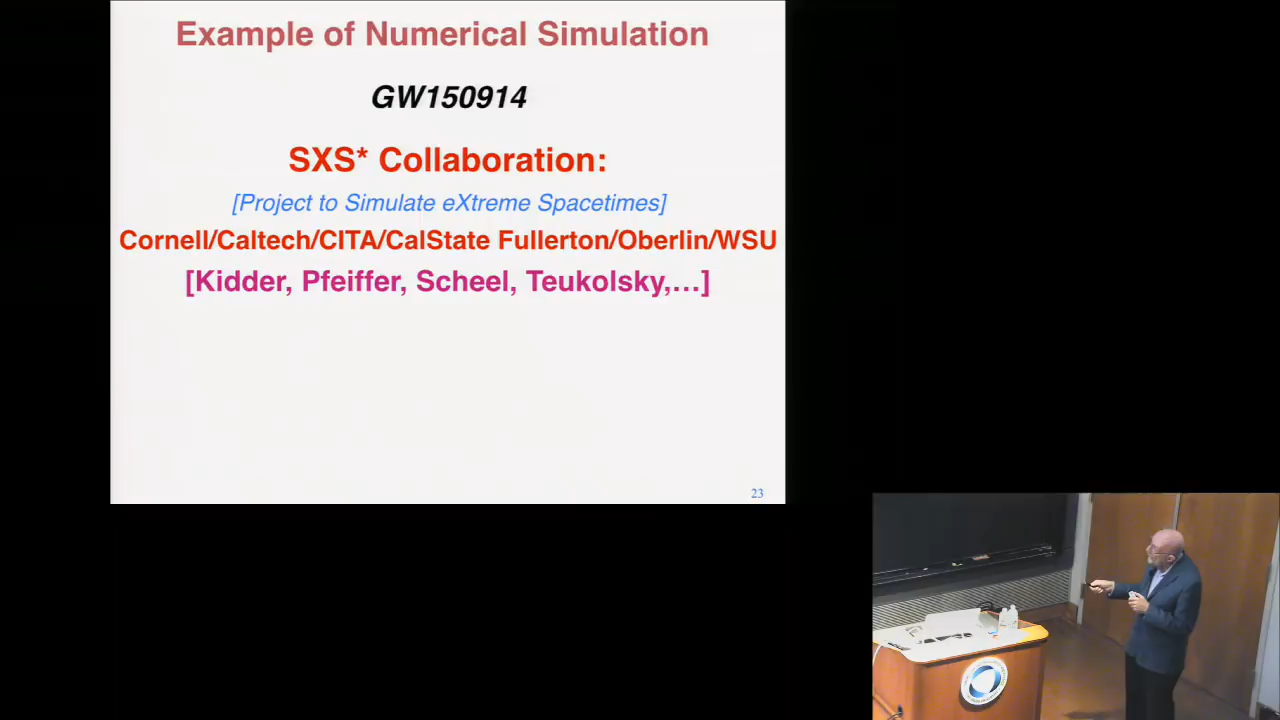 Example of Numerical Simulation
GW150914
SXS* Collaboration:
[Project to Simulate eXtreme Spacetimes]
Cornell/Caltech/CITA/CalState Fullerton/Oberlin/WSU
[Kidder, Pfeiffer, Scheel, Teukolsky,…]
23